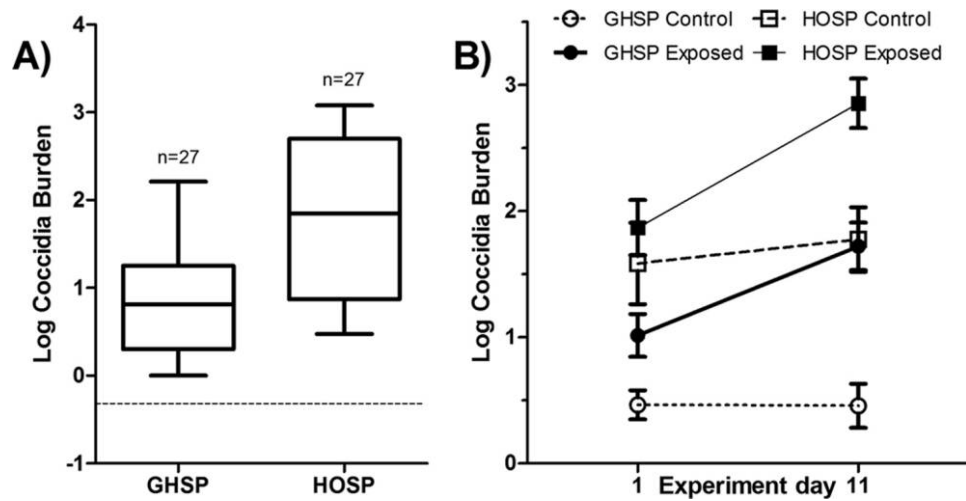 A)
Log Coccidia Burden
4
3
2
1
0
-1
n=27
n=27
GHSP
HOSP
B)
GHSP Control
HOSP Control
GHSP Exposed
HOSP Exposed
Log Coccidia Burden
3
2
1
0
1 Experiment day 11